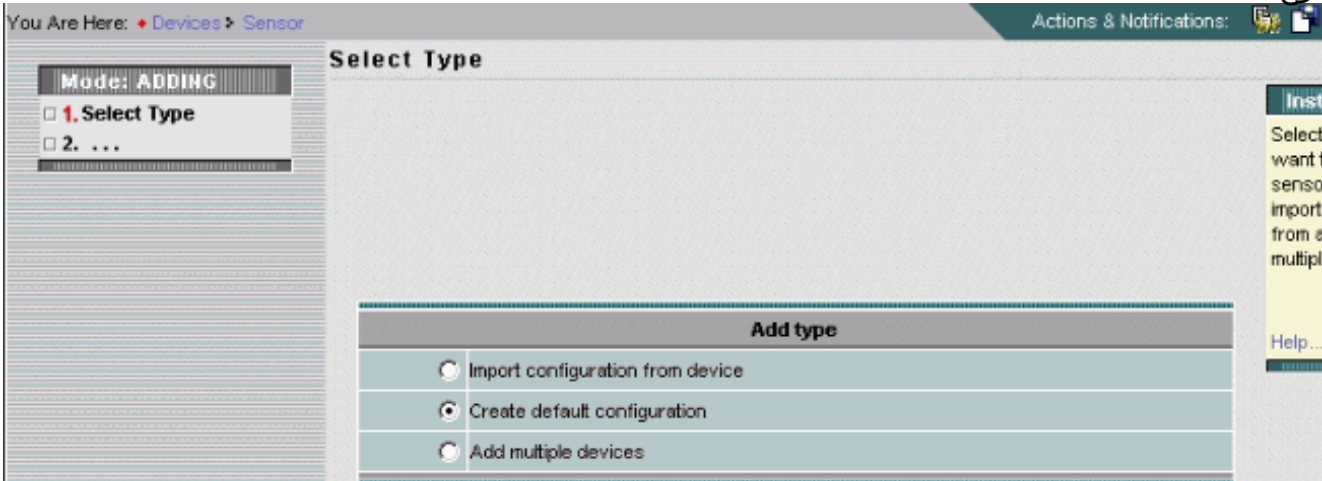 You Are Here: Devices Sensor
Actions & Notifications:
Select Type
Mode: ADDING
1. Select Type
2. ...
Inst
Select
want
senso
import
from a
multipl
Help...
Add type
Import configuration from device
Create default configuration
Add multiple devices